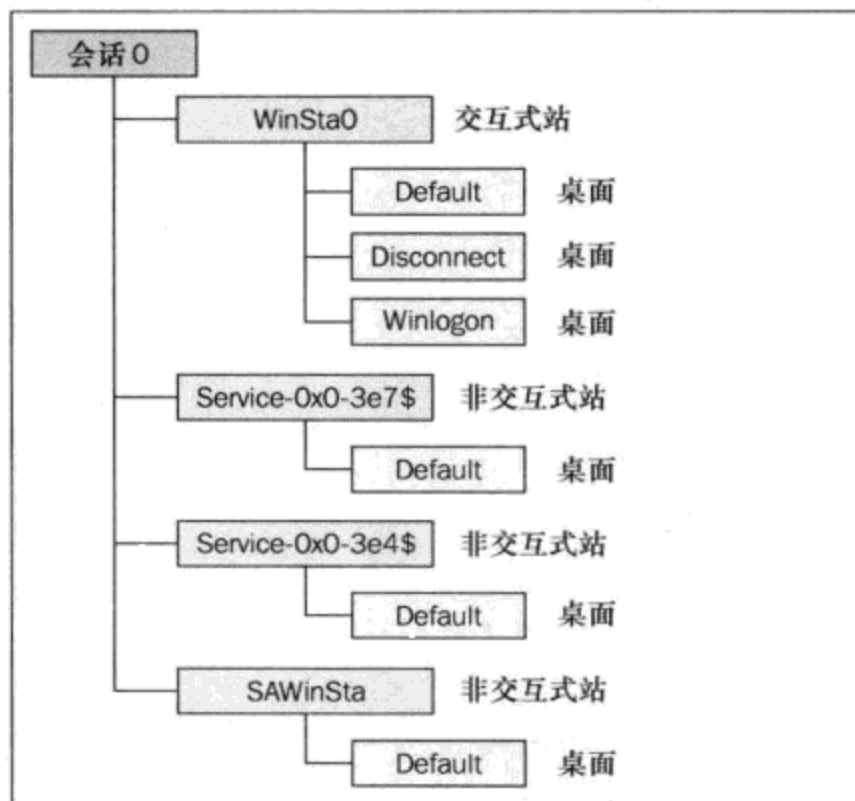 会话 0
WinSta0 交互式站
Default 桌面
Disconnect 桌面
Winlogon 桌面
Service-0x0-3e7$ 非交互式站
Default 桌面
Service-0x0-3e4$ 非交互式站
Default 桌面
SAWinSta 非交互式站
Default 桌面